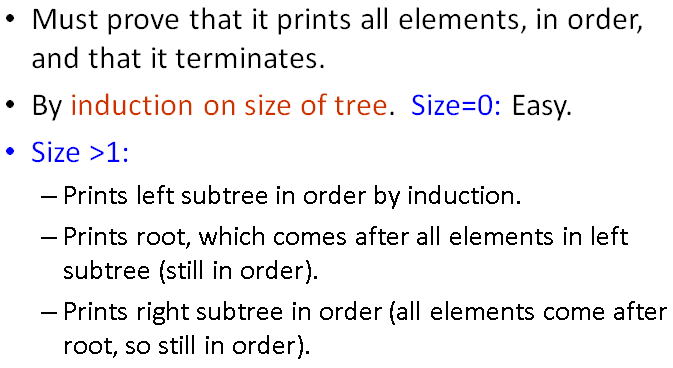 • Must prove that it prints all elements, in order,
and that it terminates.
• By induction on size of tree. Size=0: Easy.
• Size >1:
– Prints left subtree in order by induction.
– Prints root, which comes after all elements in left
subtree (still in order).
– Prints right subtree in order (all elements come after
root, so still in order).